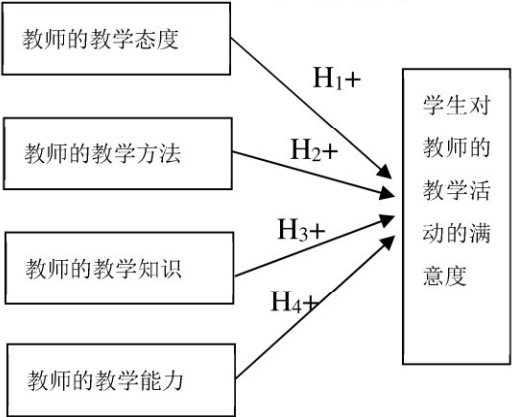 教师的教学态度
H1+
学生对
教师的
教学活
动的满
意度
教师的教学方法
H2+
H3+
教师的教学知识
H4+
教师的教学能力